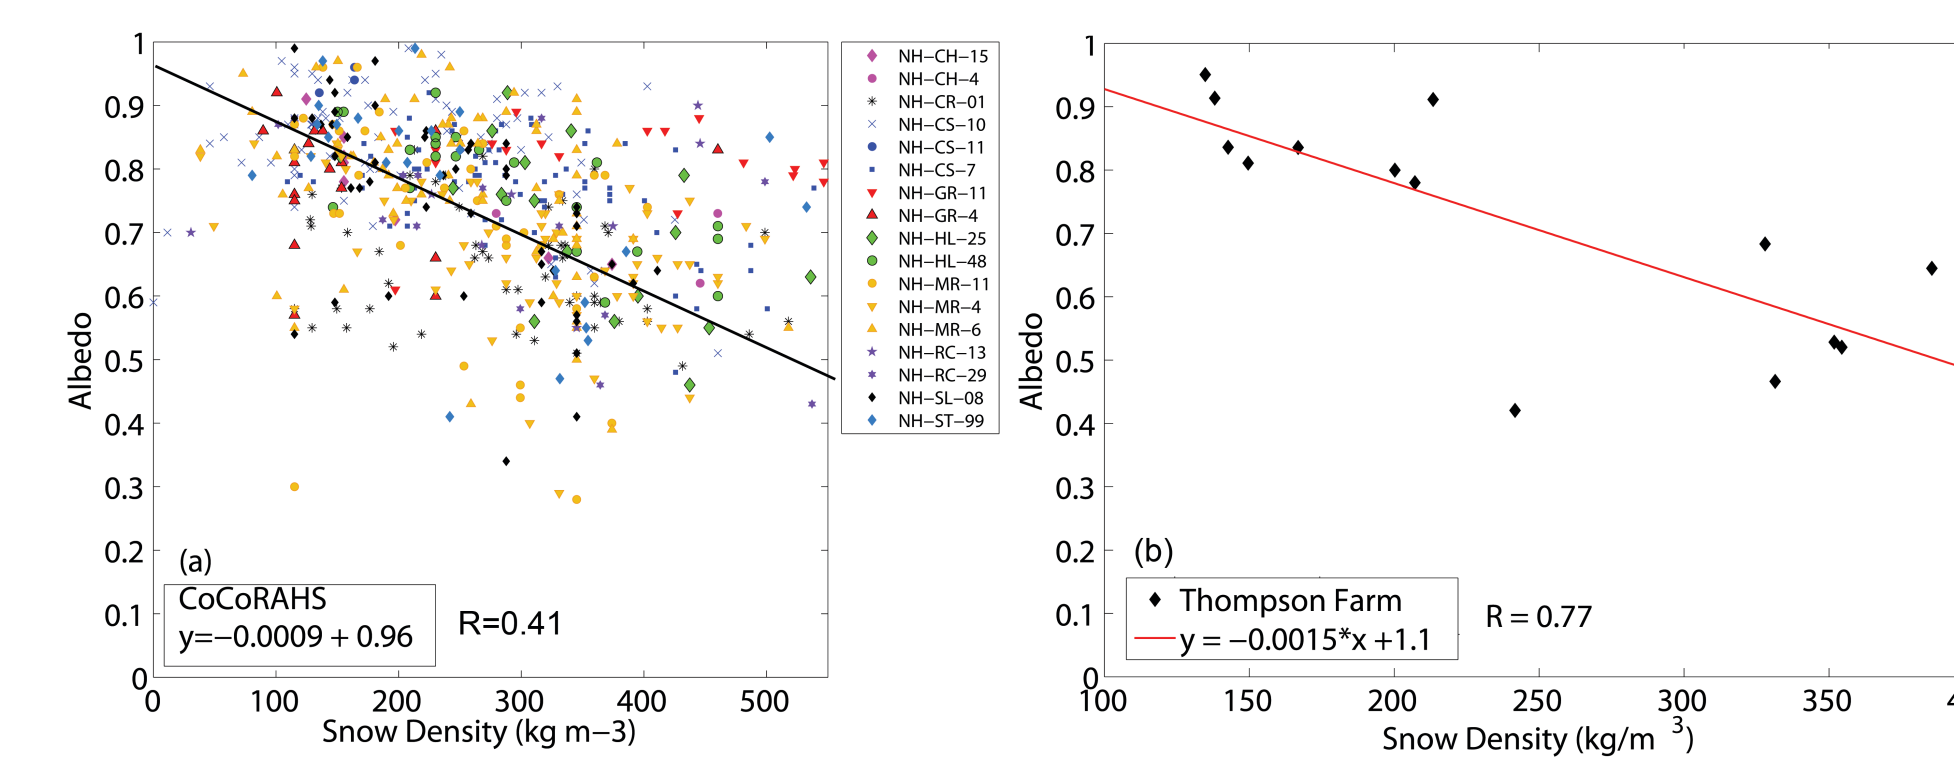 1
0.9
0.8
0.7
0.6
0.5
0.4
0.3
0.2
0.1
0
Albedo
0 100 200 300 400 500
Snow Density (kg m−3)
(a)
CoCoRAHS
y=−0.0009 + 0.96
R=0.41
NH−CH−15
NH−CH−4
NH−CR−01
NH−CS−10
NH−CS−11
NH−CS−7
NH−GR−11
NH−GR−4
NH−HL−25
NH−HL−48
NH−MR−11
NH−MR−4
NH−MR−6
NH−RC−13
NH−RC−29
NH−SL−08
NH−ST−99
1
0.9
0.8
0.7
0.6
0.5
0.4
0.3
0.2
0.1
0
Albedo
100 150 200 250 300 350 4
Snow Density (kg/m 3)
(b)
Thompson Farm
y = −0.0015*x +1.1
R = 0.77